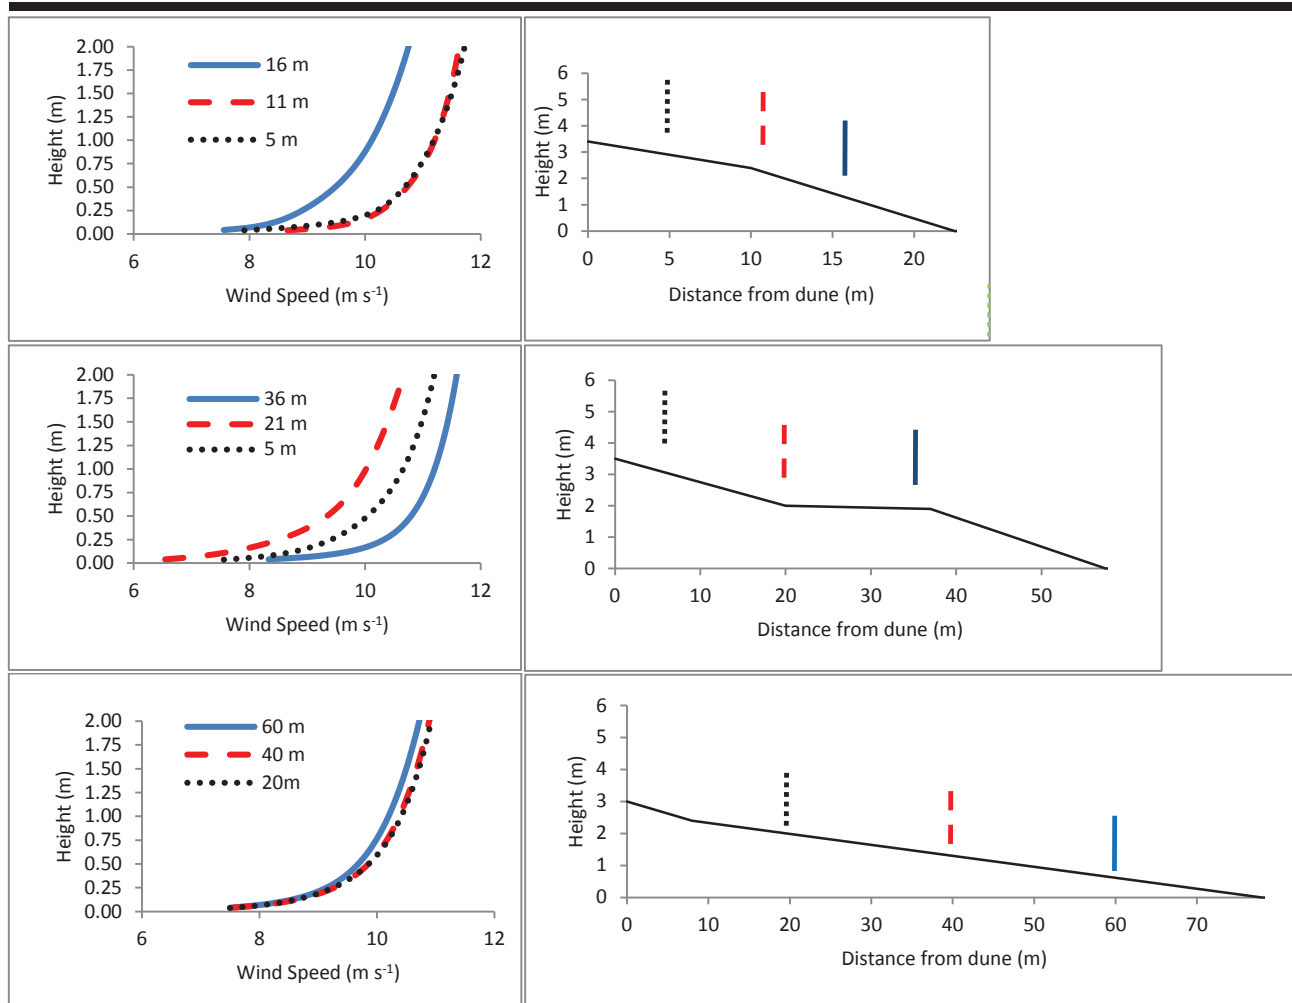 2.00
1.75
1.50
1.25
1.00
0.75
0.50
0.25
0.00
Height (m)
16 m
11 m
5 m
6 8 10 12
Wind Speed (m s⁻¹)
6
5
4
3
2
1
0
Height (m)
0 5 10 15 20
Distance from dune (m)
2.00
1.75
1.50
1.25
1.00
0.75
0.50
0.25
0.00
Height (m)
36 m
21 m
5 m
6 8 10 12
Wind Speed (m s⁻¹)
6
5
4
3
2
1
0
Height (m)
0 10 20 30 40 50
Distance from dune (m)
2.00
1.75
1.50
1.25
1.00
0.75
0.50
0.25
0.00
Height (m)
60 m
40 m
20m
6 8 10 12
Wind Speed (m s⁻¹)
6
5
4
3
2
1
0
Height (m)
0 10 20 30 40 50 60 70
Distance from dune (m)